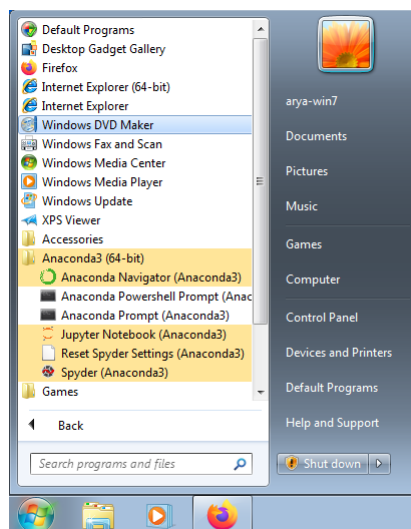 Default Programs
Desktop Gadget Gallery
Firefox
Internet Explorer (64-bit)
Internet Explorer
Windows DVD Maker
Windows Fax and Scan
Windows Media Center
Windows Media Player
Windows Update
XPS Viewer
Accessories
Anaconda3 (64-bit)
Anaconda Navigator (Anaconda3)
Anaconda Powershell Prompt (Anac
Anaconda Prompt (Anaconda3)
Jupyter Notebook (Anaconda3)
Reset Spyder Settings (Anaconda3)
Spyder (Anaconda3)
Games
Back
Search programs and files
arya-win7
Documents
Pictures
Music
Games
Computer
Control Panel
Devices and Printers
Default Programs
Help and Support
Shut down